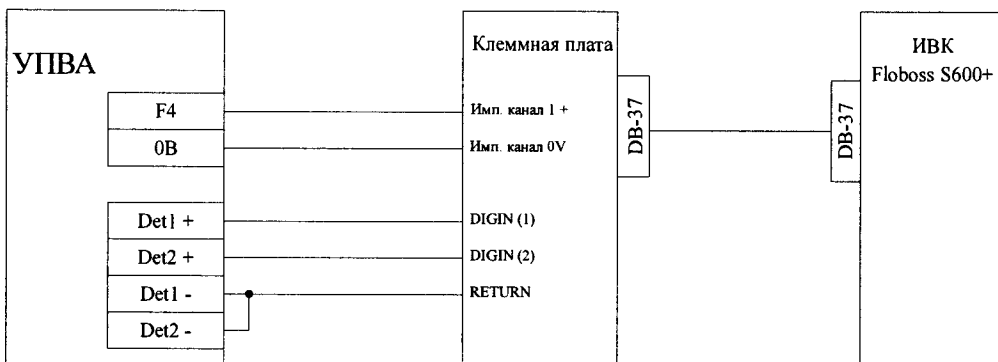 УПВА
F4
0В
Det1 +
Det2 +
Det1 -
Det2 -
Клеммная плата
Имп. канал 1 +
Имп. канал 0V
DIGIN (1)
DIGIN (2)
RETURN
DB-37
DB-37
ИВК
Floboss S600+